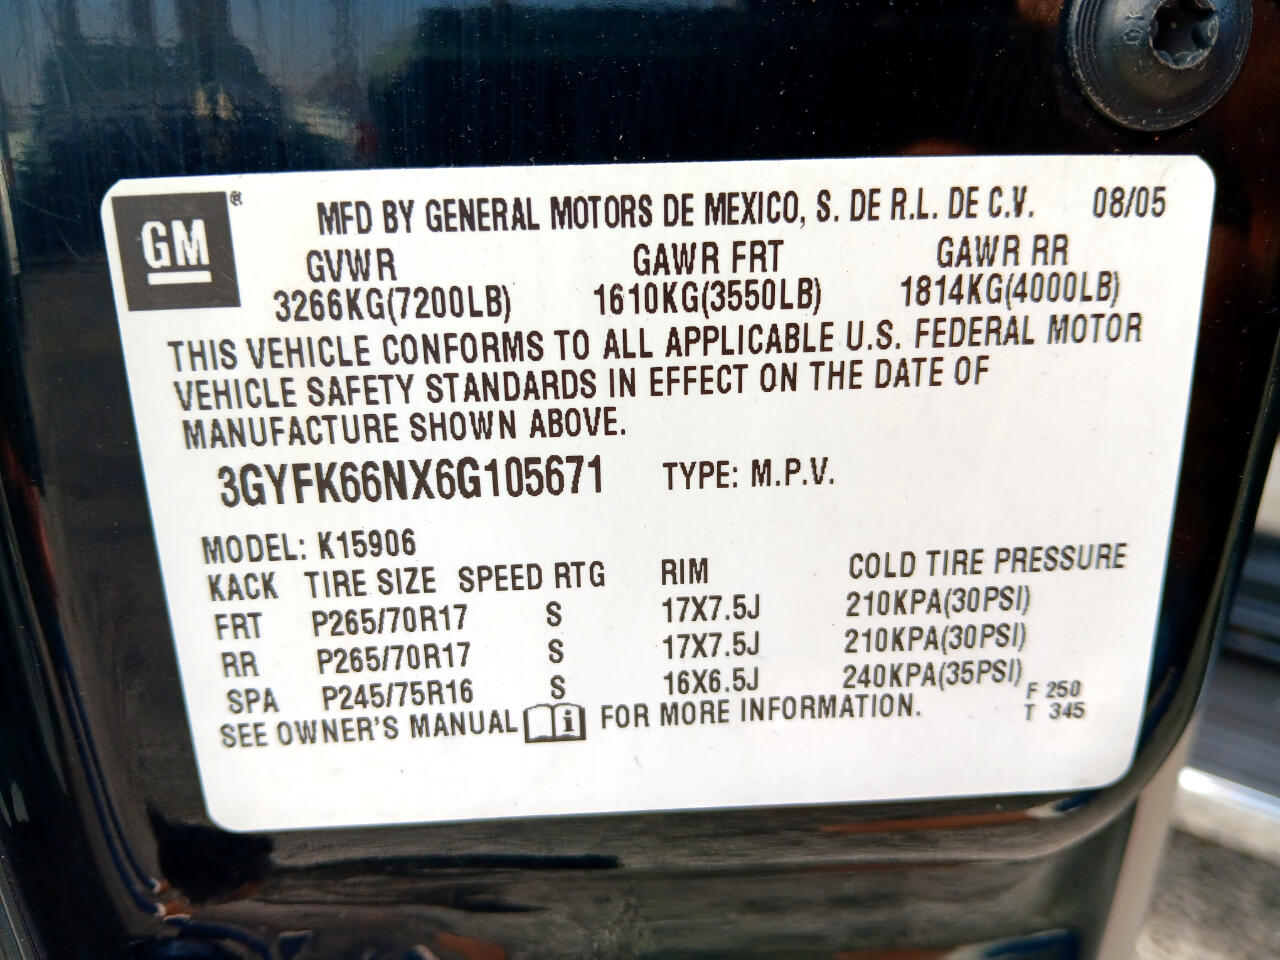 GM® MFD BY GENERAL MOTORS DE MEXICO, S. DE R.L. DE C.V. 08/05
GVWR GAWR FRT GAWR RR
3266KG(7200LB) 1610KG(3550LB) 1814KG(4000LB)
THIS VEHICLE CONFORMS TO ALL APPLICABLE U.S. FEDERAL MOTOR
VEHICLE SAFETY STANDARDS IN EFFECT ON THE DATE OF
MANUFACTURE SHOWN ABOVE.
3GYFK66NX6G105671 TYPE: M.P.V.
MODEL: K15906
KACK TIRE SIZE SPEED RTG RIM COLD TIRE PRESSURE
FRT P265/70R17 S 17X7.5J 210KPA(30PSI)
RR P265/70R17 S 17X7.5J 210KPA(30PSI)
SPA P245/75R16 S 16X6.5J 240KPA(35PSI)
SEE OWNER'S MANUAL i FOR MORE INFORMATION.
F 250
T 345